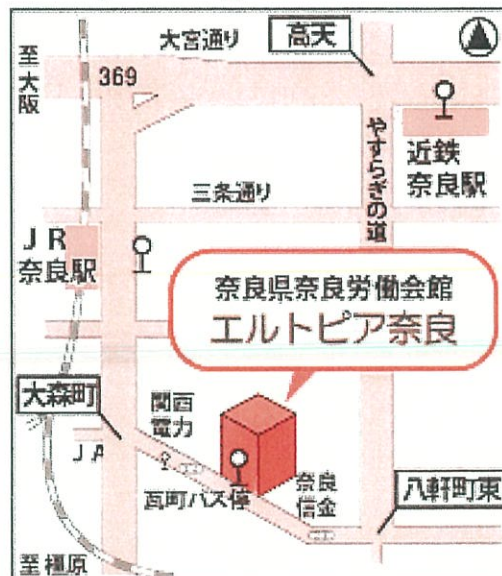 大宮通り
高天
至大阪
369
近鉄
奈良駅
やすらぎの道
三条通り
JR
奈良駅
奈良県奈良労働会館
エルトピア奈良
大森町
関西
電力
JA
瓦町バス停
奈良
信金
八軒町東
至橿原